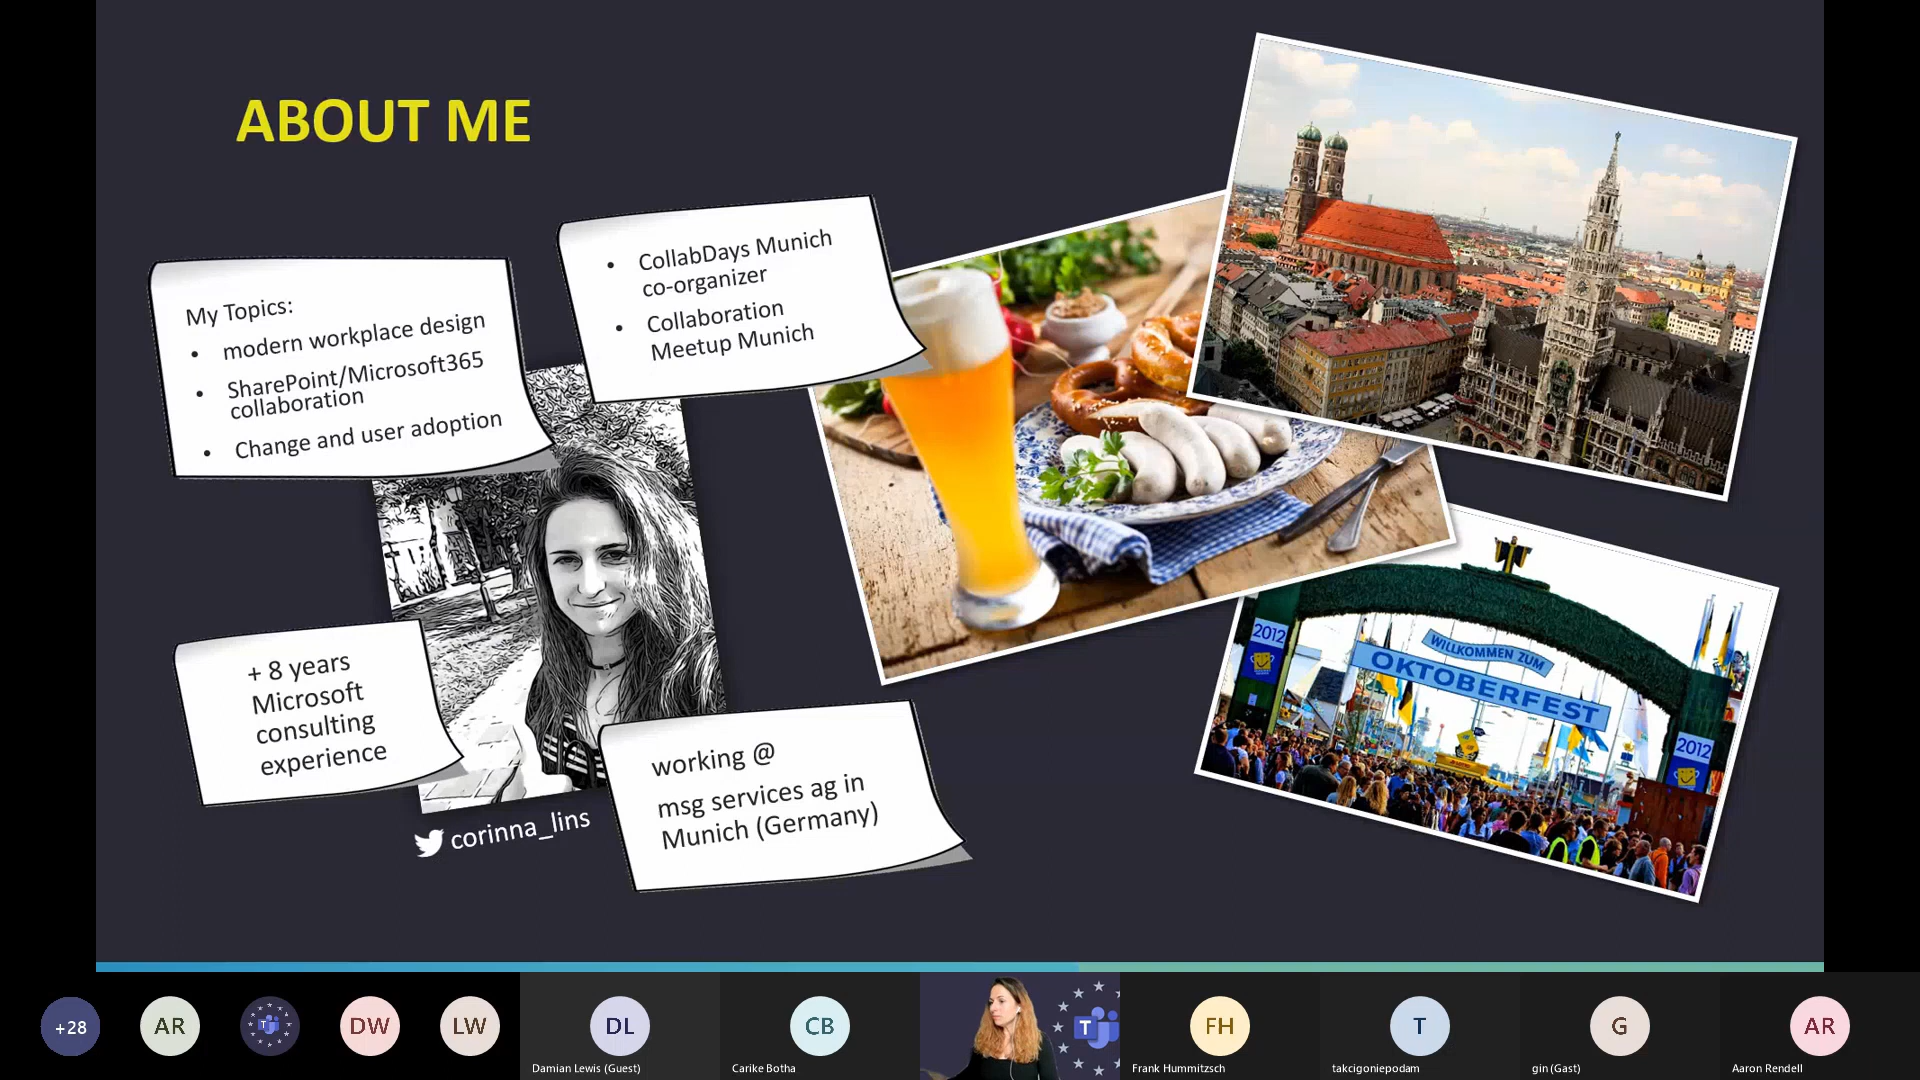 ABOUT ME
My Topics:
• modern workplace design
• SharePoint/Microsoft365
collaboration
• Change and user adoption
• CollabDays Munich
co-organizer
• Collaboration
Meetup Munich
+ 8 years
Microsoft
consulting
experience
working @
msg services ag in
Munich (Germany)
corinna_lins
2012
WILLKOMMEN ZUM
OKTOBERFEST
2012
+28
AR
T
DW
LW
DL
Damian Lewis (Guest)
CB
Carike Botha
T
FH
Frank Hummitzsch
T
takcigoniepodam
G
gin (Gast)
AR
Aaron Rendell